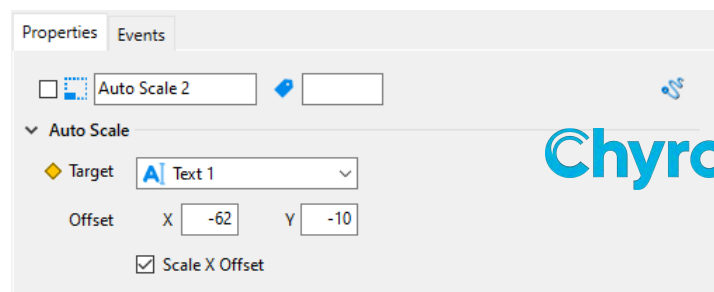 Properties Events
Auto Scale 2
Auto Scale
Chyro
Target Text 1
Offset X -62 Y -10
Scale X Offset